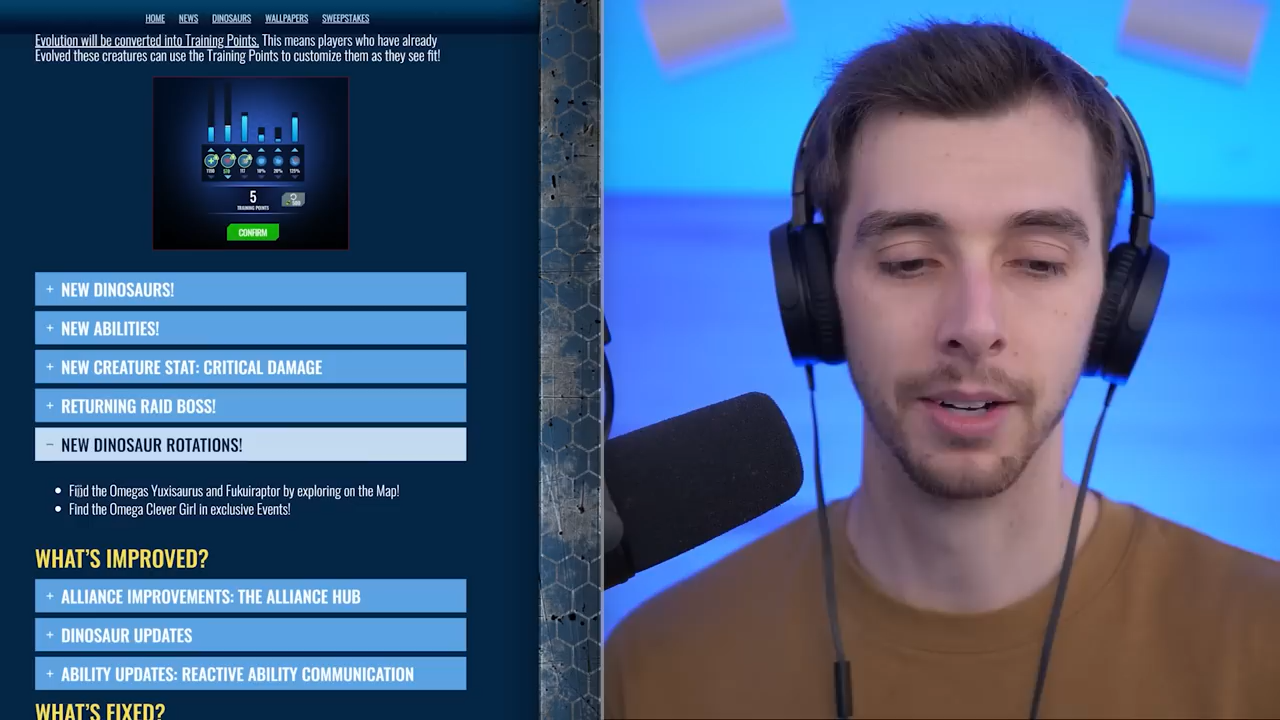 HOME NEWS DINOSAURS WALLPAPERS SWEEPSTAKES
Evolution will be converted into Training Points. This means players who have already
Evolved these creatures can use the Training Points to customize them as they see fit!
5
TRAINING POINTS
CONFIRM
+ NEW DINOSAURS!
+ NEW ABILITIES!
+ NEW CREATURE STAT: CRITICAL DAMAGE
+ RETURNING RAID BOSS!
− NEW DINOSAUR ROTATIONS!
• Find the Omegas Yuxisaurus and Fukuiraptor by exploring on the Map!
• Find the Omega Clever Girl in exclusive Events!
WHAT'S IMPROVED?
+ ALLIANCE IMPROVEMENTS: THE ALLIANCE HUB
+ DINOSAUR UPDATES
+ ABILITY UPDATES: REACTIVE ABILITY COMMUNICATION
WHAT'S FIXED?